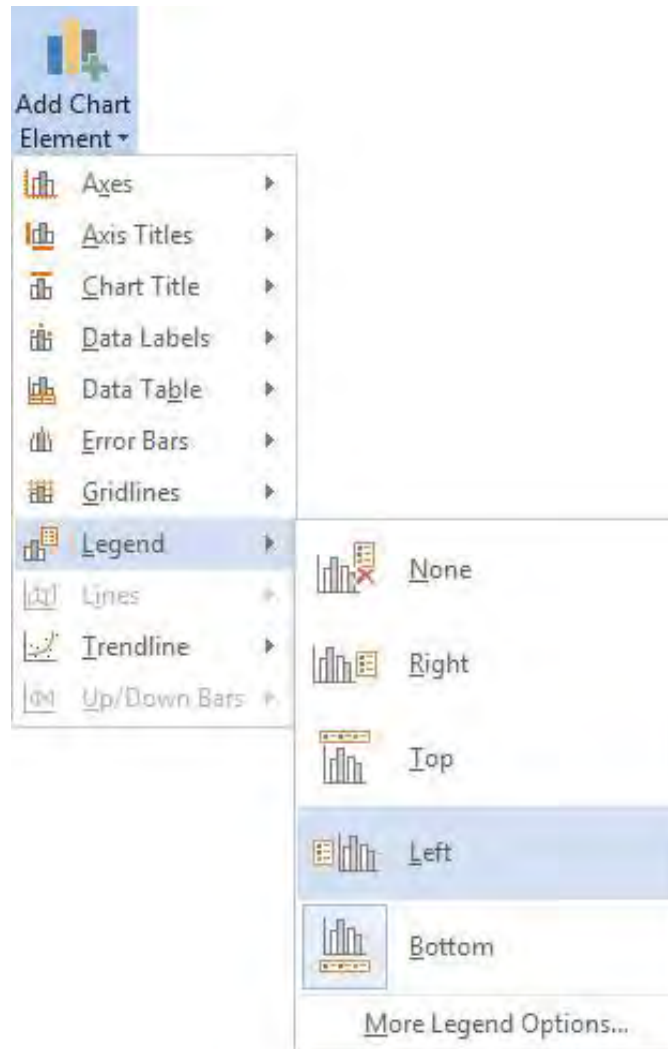 Add Chart
Element
Axes
Axis Titles
Chart Title
Data Labels
Data Table
Error Bars
Gridlines
Legend
Lines
Trendline
Up/Down Bars
None
Right
Top
Left
Bottom
More Legend Options...